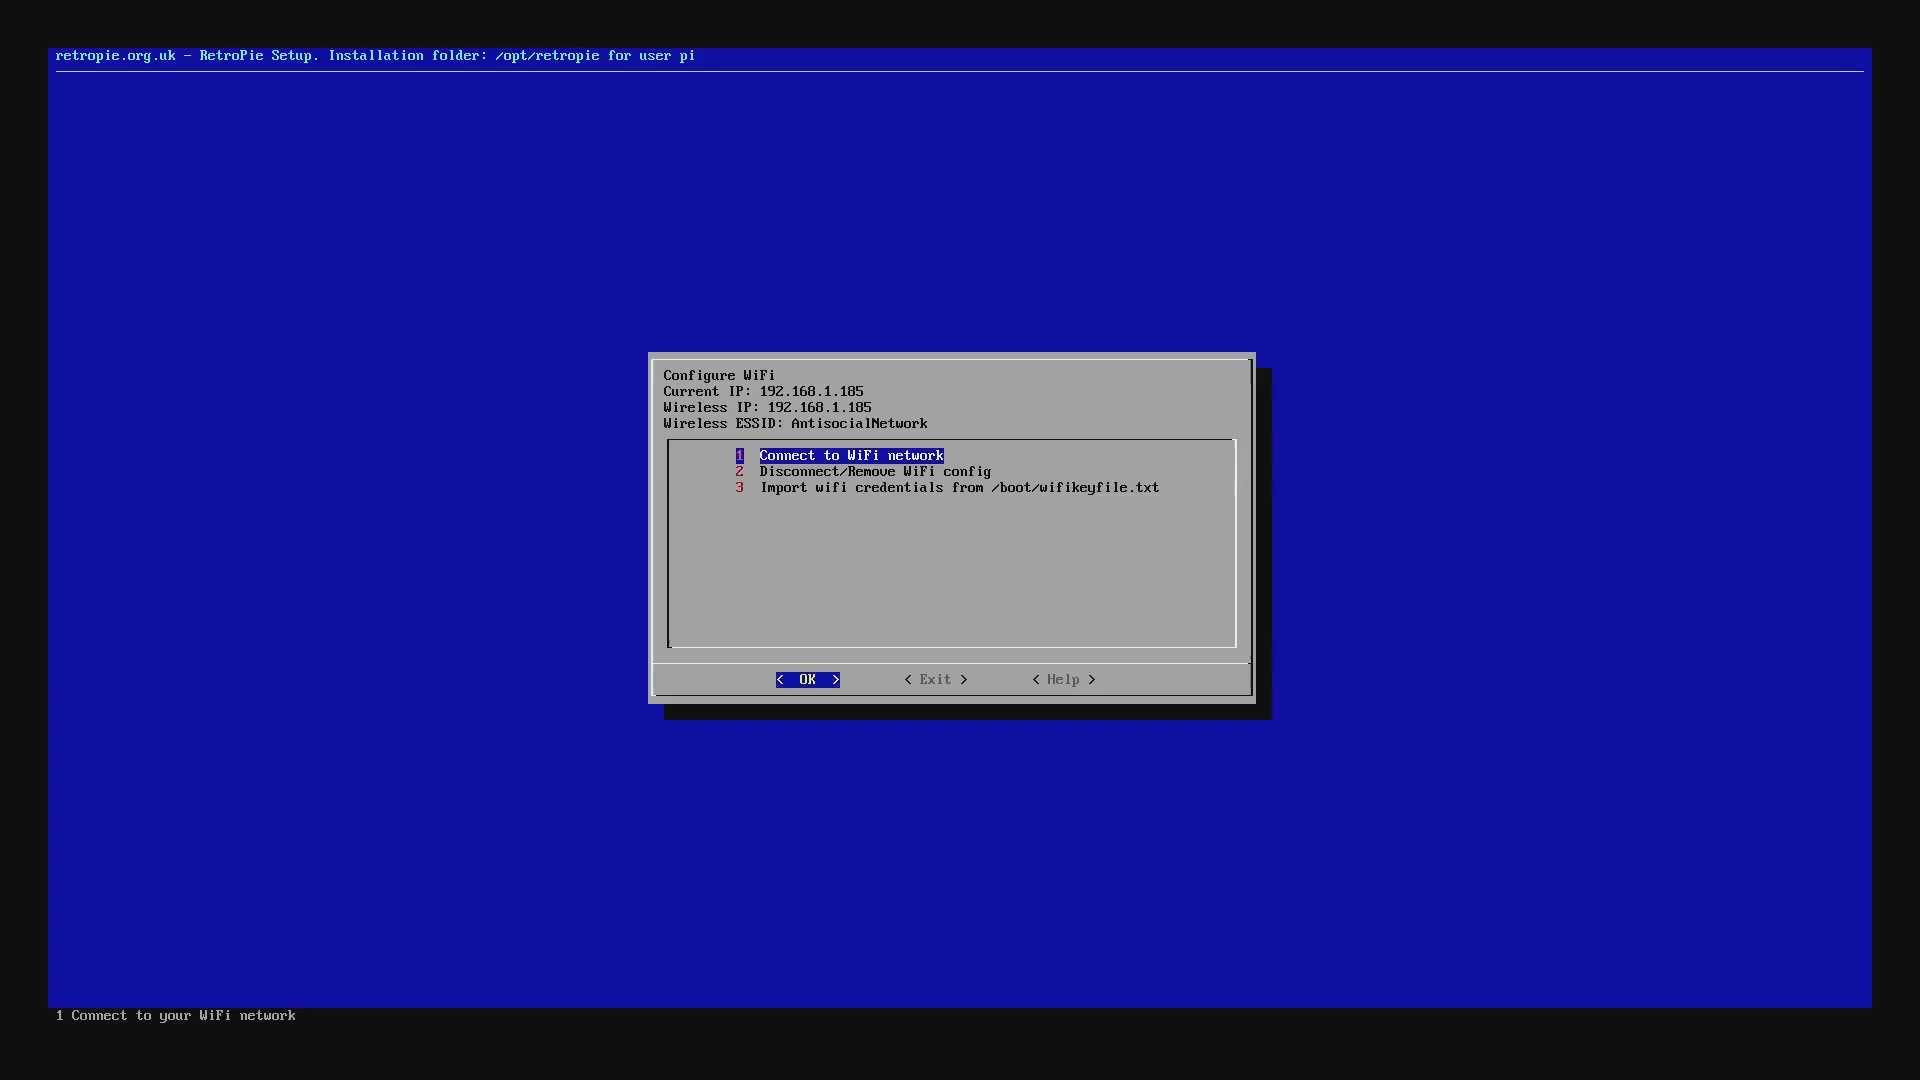 retropie.org.uk - RetroPie Setup. Installation folder: /opt/retropie for user pi
Configure WiFi
Current IP: 192.168.1.185
Wireless IP: 192.168.1.185
Wireless ESSID: AntisocialNetwork
1 Connect to WiFi network
2 Disconnect/Remove WiFi config
3 Import wifi credentials from /boot/wifikeyfile.txt
< OK > < Exit > < Help >
1 Connect to your WiFi network